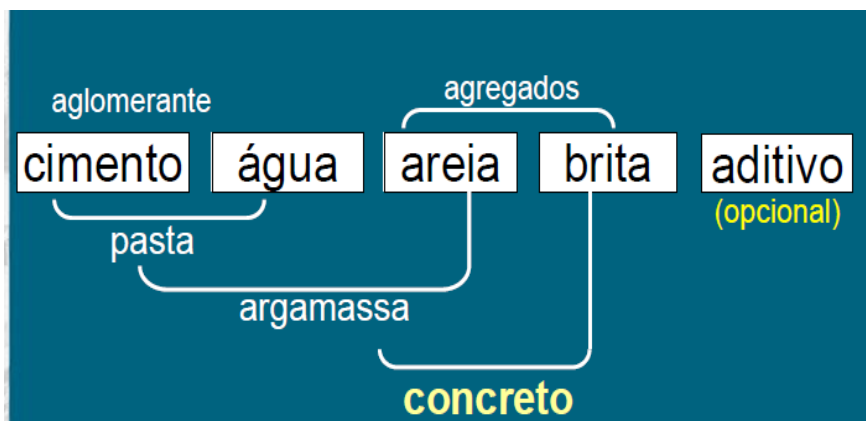 aglomerante
agregados
cimento água areia brita aditivo
(opcional)
pasta
argamassa
concreto